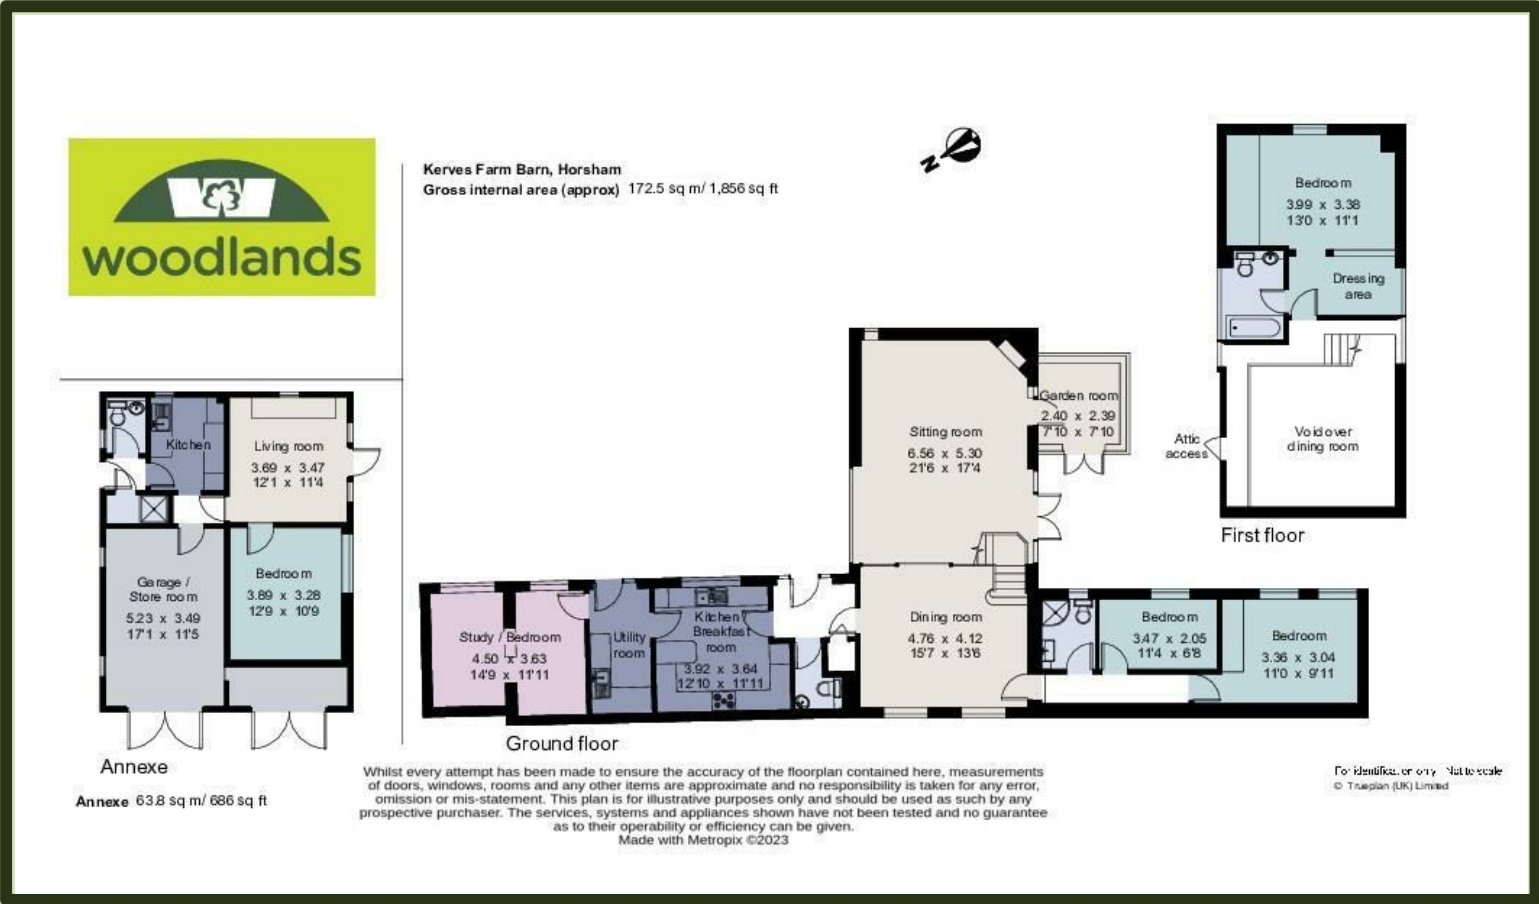 woodlands
Kerves Farm Barn, Horsham
Gross internal area (approx) 172.5 sq m/ 1,856 sq ft
N
Bedroom
3.99 x 3.38
13'0 x 11'1
Dressing
area
Attic
access
Void over
dining room
First floor
Kitchen
Living room
3.69 x 3.47
12'1 x 11'4
Garage /
Store room
5.23 x 3.49
17'1 x 11'5
Bedroom
3.89 x 3.28
12'9 x 10'9
Annexe
Annexe 63.8 sq m/ 686 sq ft
Sitting room
6.56 x 5.30
21'6 x 17'4
Garden room
2.40 x 2.39
7'10 x 7'10
Study / Bedroom
4.50 x 3.63
14'9 x 11'11
Utility
room
Kitchen /
Breakfast
room
3.92 x 3.64
12'10 x 11'11
Dining room
4.76 x 4.12
15'7 x 13'6
Bedroom
3.47 x 2.05
11'4 x 6'8
Bedroom
3.36 x 3.04
11'0 x 9'11
Ground floor
Whilst every attempt has been made to ensure the accuracy of the floorplan contained here, measurements
of doors, windows, rooms and any other items are approximate and no responsibility is taken for any error,
omission or mis-statement. This plan is for illustrative purposes only and should be used as such by any
prospective purchaser. The services, systems and appliances shown have not been tested and no guarantee
as to their operability or efficiency can be given.
Made with Metropix ©2023
For identification only - Not to scale
© Trueplan (UK) Limited